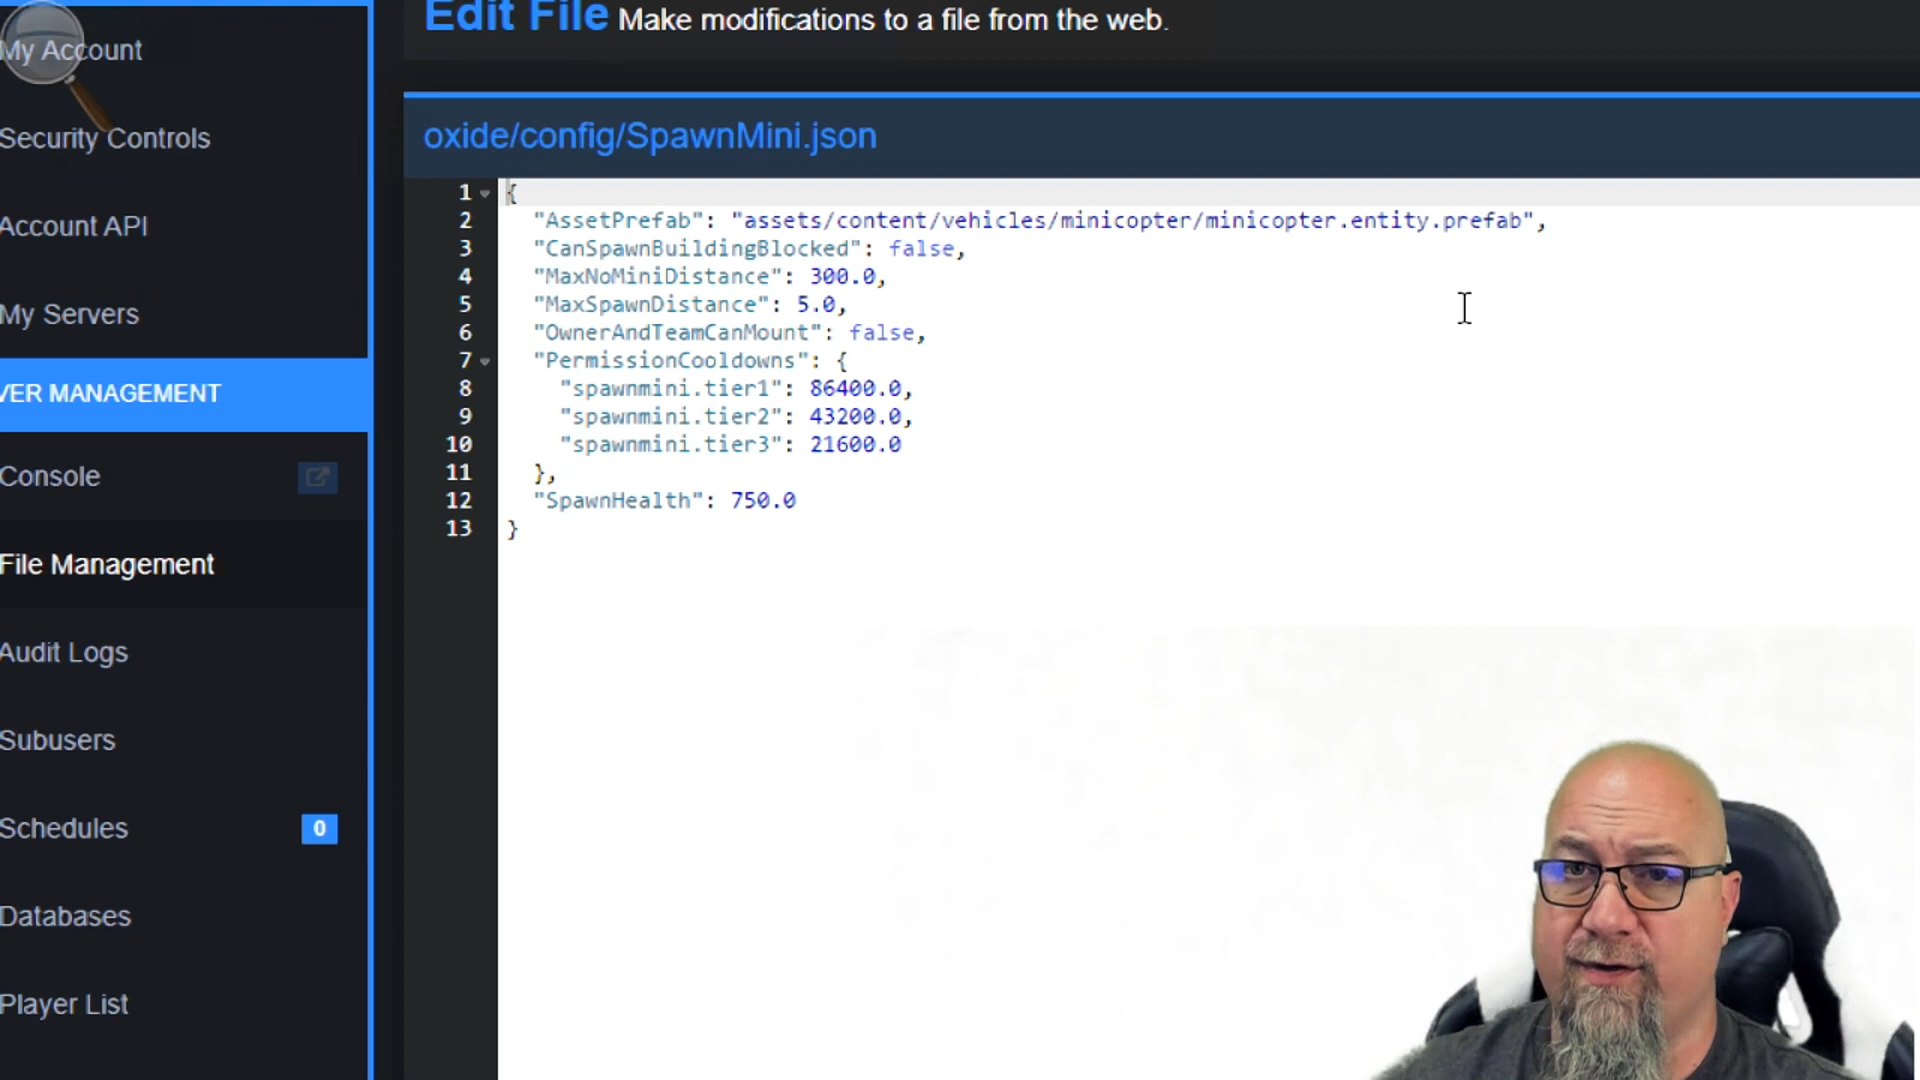 Edit File Make modifications to a file from the web.
My Account
Security Controls
Account API
My Servers
VER MANAGEMENT
Console
File Management
Audit Logs
Subusers
Schedules 0
Databases
Player List
oxide/config/SpawnMini.json
1 {
2 "AssetPrefab": "assets/content/vehicles/minicopter/minicopter.entity.prefab",
3 "CanSpawnBuildingBlocked": false,
4 "MaxNoMiniDistance": 300.0,
5 "MaxSpawnDistance": 5.0,
6 "OwnerAndTeamCanMount": false,
7 "PermissionCooldowns": {
8 "spawnmini.tier1": 86400.0,
9 "spawnmini.tier2": 43200.0,
10 "spawnmini.tier3": 21600.0
11 },
12 "SpawnHealth": 750.0
13 }